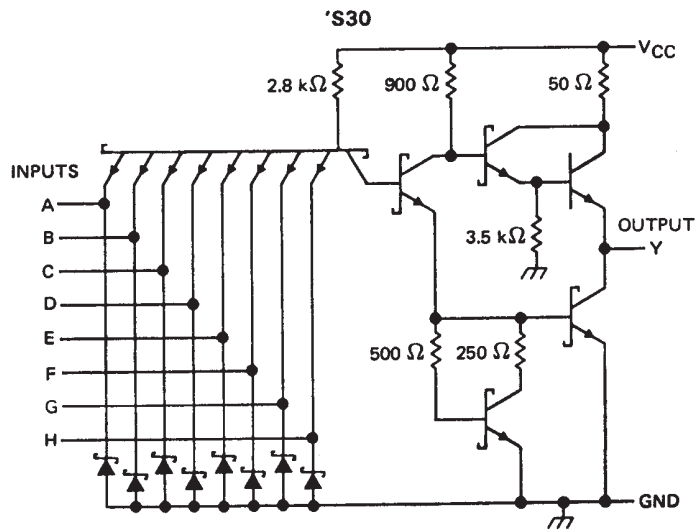 'S30
VCC
2.8 kΩ
900 Ω
50 Ω
INPUTS
A
B
C
D
E
F
G
H
3.5 kΩ
OUTPUT
Y
500 Ω
250 Ω
GND